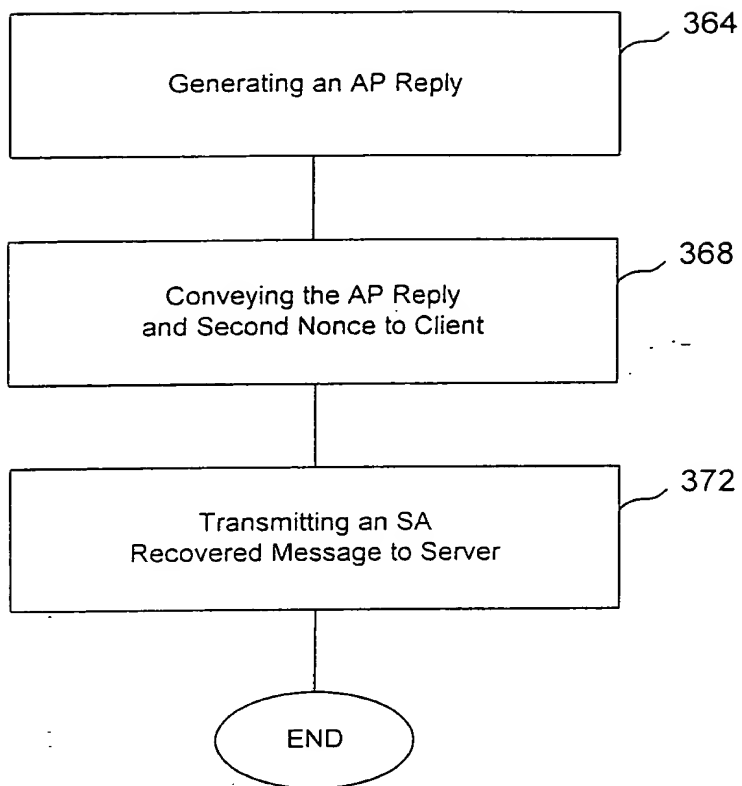 364
Generating an AP Reply
368
Conveying the AP Reply
and Second Nonce to Client
372
Transmitting an SA
Recovered Message to Server
END